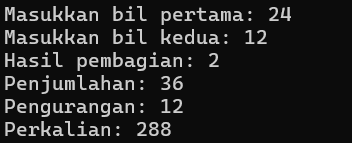 Masukkan bil pertama: 24
Masukkan bil kedua: 12
Hasil pembagian: 2
Penjumlahan: 36
Pengurangan: 12
Perkalian: 288